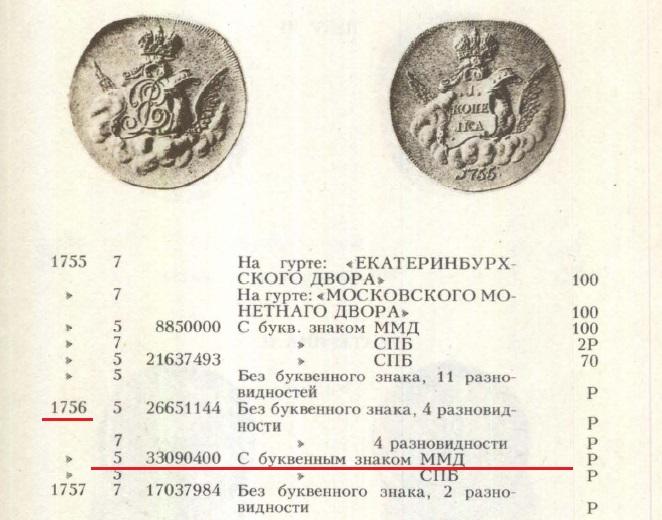 1.
КОПЕ
IКА
1755
1755 7 На гурте: «ЕКАТЕРИНБУРХ-
СКОГО ДВОРА» 100
» 7 На гурте: «МОСКОВСКОГО МО-
НЕТНАГО ДВОРА» 100
» 5 8850000 С букв. знаком ММД 100
» 7 » СПБ 2Р
» 5 21637493 » СПБ 70
» 5 Без буквенного знака, 11 разно-
видностей Р
1756 5 26651144 Без буквенного знака, 4 разновид-
ности Р
7 » 4 разновидности Р
» 5 33090400 С буквенным знаком ММД Р
» 5 » СПБ Р
1757 7 17037984 Без буквенного знака, 2 разно-
видности Р